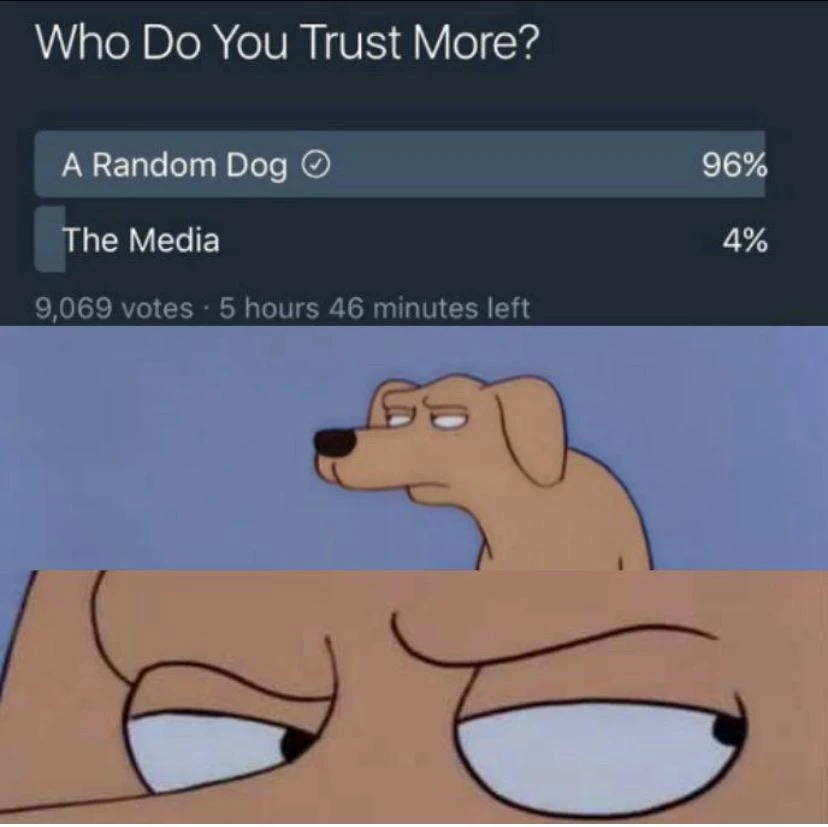 Who Do You Trust More?
A Random Dog 96%
The Media 4%
9,069 votes · 5 hours 46 minutes left